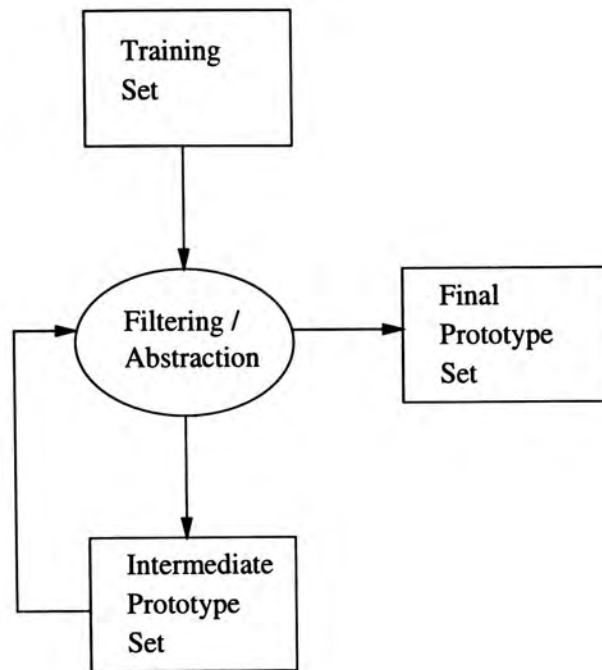 Training
Set
Filtering /
Abstraction
Final
Prototype
Set
Intermediate
Prototype
Set